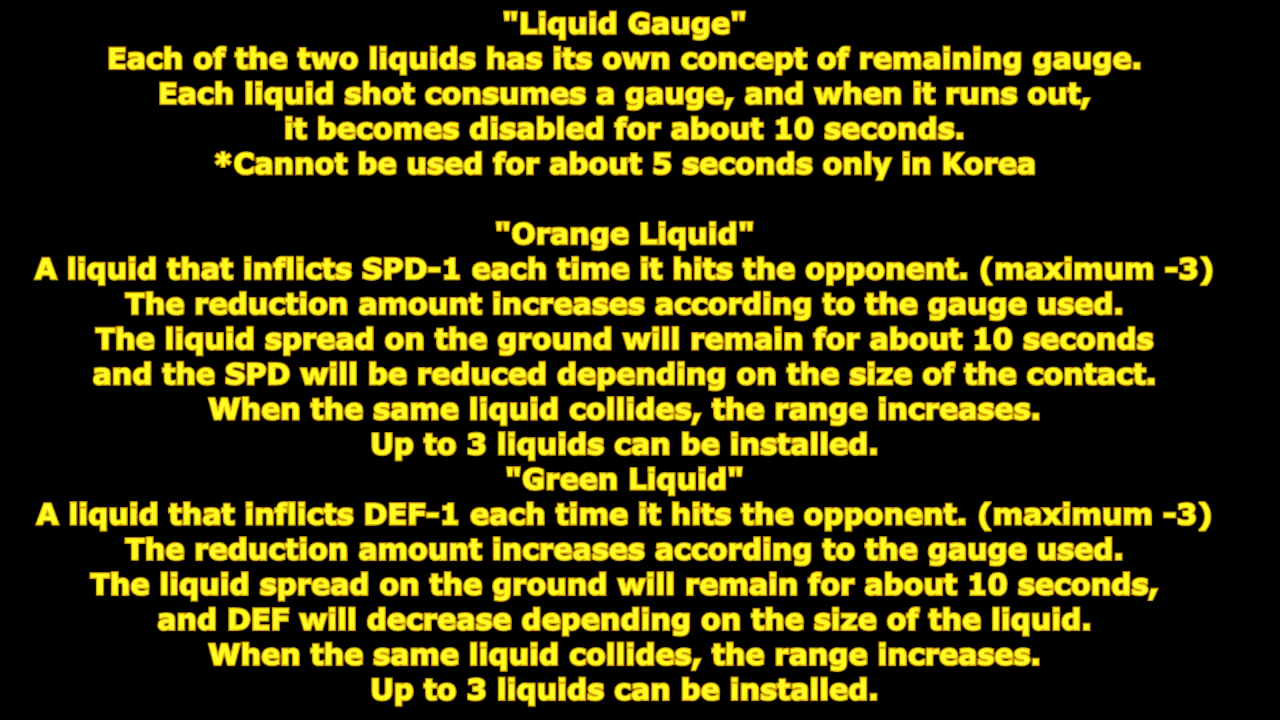 "Liquid Gauge"
Each of the two liquids has its own concept of remaining gauge.
Each liquid shot consumes a gauge, and when it runs out,
it becomes disabled for about 10 seconds.
*Cannot be used for about 5 seconds only in Korea
"Orange Liquid"
A liquid that inflicts SPD-1 each time it hits the opponent. (maximum -3)
The reduction amount increases according to the gauge used.
The liquid spread on the ground will remain for about 10 seconds
and the SPD will be reduced depending on the size of the contact.
When the same liquid collides, the range increases.
Up to 3 liquids can be installed.
"Green Liquid"
A liquid that inflicts DEF-1 each time it hits the opponent. (maximum -3)
The reduction amount increases according to the gauge used.
The liquid spread on the ground will remain for about 10 seconds,
and DEF will decrease depending on the size of the liquid.
When the same liquid collides, the range increases.
Up to 3 liquids can be installed.